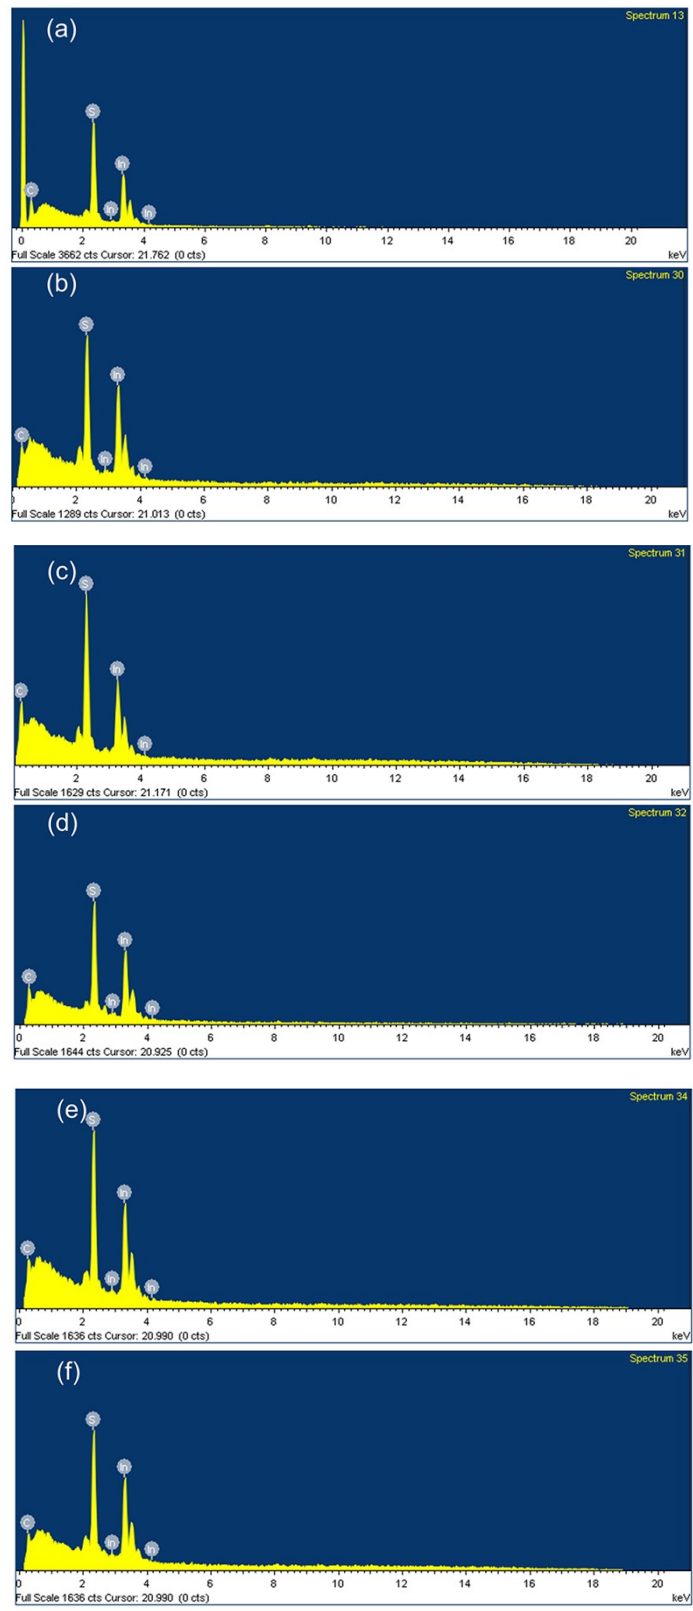 (a)
Spectrum 13
S
In
C
In
In
0 2 4 6 8 10 12 14 16 18 20
Full Scale 3662 cts Cursor: 21.762 (0 cts) keV
(b)
Spectrum 30
S
In
C
In
In
0 2 4 6 8 10 12 14 16 18 20
Full Scale 1289 cts Cursor: 21.013 (0 cts) keV
(c)
Spectrum 31
S
In
C
In
2 4 6 8 10 12 14 16 18 20
Full Scale 1629 cts Cursor: 21.171 (0 cts) keV
(d)
Spectrum 32
S
In
C
In
In
0 2 4 6 8 10 12 14 16 18 20
Full Scale 1644 cts Cursor: 20.925 (0 cts) keV
(e)
Spectrum 34
S
In
C
In
In
0 2 4 6 8 10 12 14 16 18 20
Full Scale 1636 cts Cursor: 20.990 (0 cts) keV
(f)
Spectrum 35
S
In
C
In
In
0 2 4 6 8 10 12 14 16 18 20
Full Scale 1636 cts Cursor: 20.990 (0 cts) keV